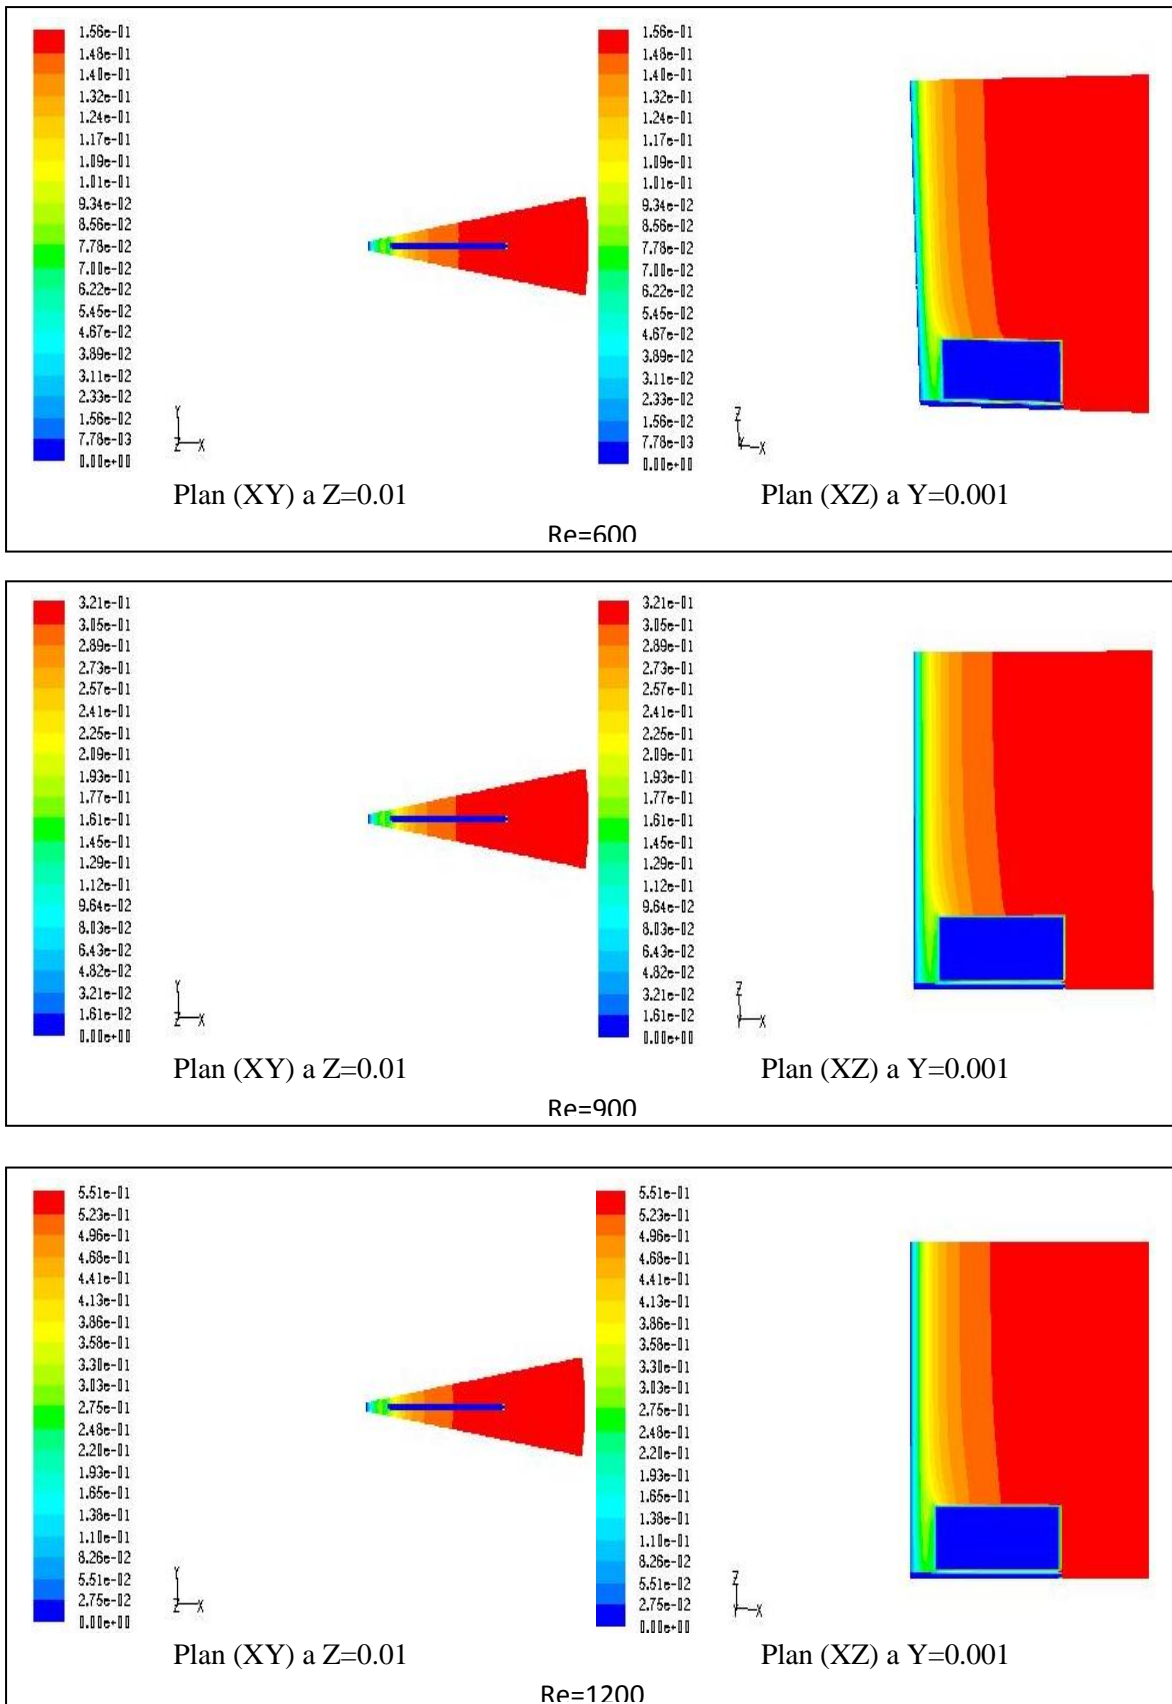 1.56e-01
1.48e-01
1.40e-01
1.32e-01
1.24e-01
1.17e-01
1.09e-01
1.01e-01
9.34e-02
8.56e-02
7.78e-02
7.00e-02
6.22e-02
5.45e-02
4.67e-02
3.89e-02
3.11e-02
2.33e-02
1.56e-02
7.78e-03
0.00e+00
Y
Z X
Plan (XY) a Z=0.01
1.56e-01
1.48e-01
1.40e-01
1.32e-01
1.24e-01
1.17e-01
1.09e-01
1.01e-01
9.34e-02
8.56e-02
7.78e-02
7.00e-02
6.22e-02
5.45e-02
4.67e-02
3.89e-02
3.11e-02
2.33e-02
1.56e-02
7.78e-03
0.00e+00
Z
Y X
Plan (XZ) a Y=0.001
Re=600
3.21e-01
3.05e-01
2.89e-01
2.73e-01
2.57e-01
2.41e-01
2.25e-01
2.09e-01
1.93e-01
1.77e-01
1.61e-01
1.45e-01
1.29e-01
1.12e-01
9.64e-02
8.03e-02
6.43e-02
4.82e-02
3.21e-02
1.61e-02
0.00e+00
Y
Z X
Plan (XY) a Z=0.01
3.21e-01
3.05e-01
2.89e-01
2.73e-01
2.57e-01
2.41e-01
2.25e-01
2.09e-01
1.93e-01
1.77e-01
1.61e-01
1.45e-01
1.29e-01
1.12e-01
9.64e-02
8.03e-02
6.43e-02
4.82e-02
3.21e-02
1.61e-02
0.00e+00
Z
Y X
Plan (XZ) a Y=0.001
Re=900
5.51e-01
5.23e-01
4.96e-01
4.68e-01
4.41e-01
4.13e-01
3.86e-01
3.58e-01
3.30e-01
3.03e-01
2.75e-01
2.48e-01
2.20e-01
1.93e-01
1.65e-01
1.38e-01
1.10e-01
8.26e-02
5.51e-02
2.75e-02
0.00e+00
Y
Z X
Plan (XY) a Z=0.01
5.51e-01
5.23e-01
4.96e-01
4.68e-01
4.41e-01
4.13e-01
3.86e-01
3.58e-01
3.30e-01
3.03e-01
2.75e-01
2.48e-01
2.20e-01
1.93e-01
1.65e-01
1.38e-01
1.10e-01
8.26e-02
5.51e-02
2.75e-02
0.00e+00
Z
Y X
Plan (XZ) a Y=0.001
Re=1200